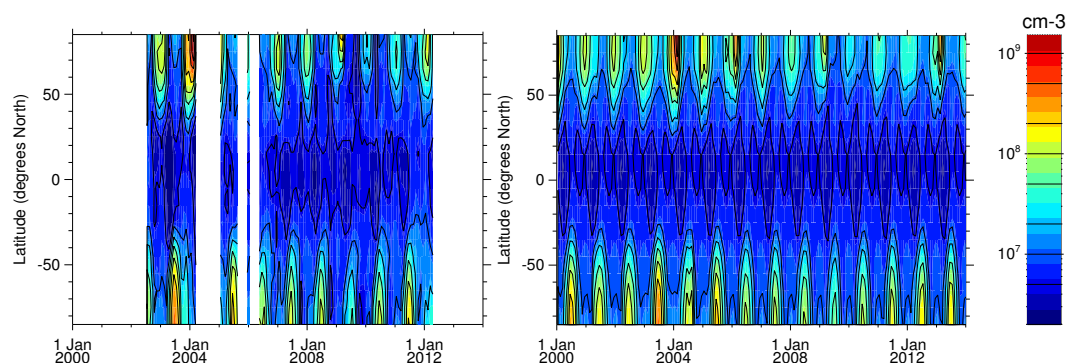 cm-3
Latitude (degrees North)
50
0
-50
1 Jan 2000
1 Jan 2004
1 Jan 2008
1 Jan 2012
Latitude (degrees North)
50
0
-50
1 Jan 2000
1 Jan 2004
1 Jan 2008
1 Jan 2012
10⁹
10⁸
10⁷